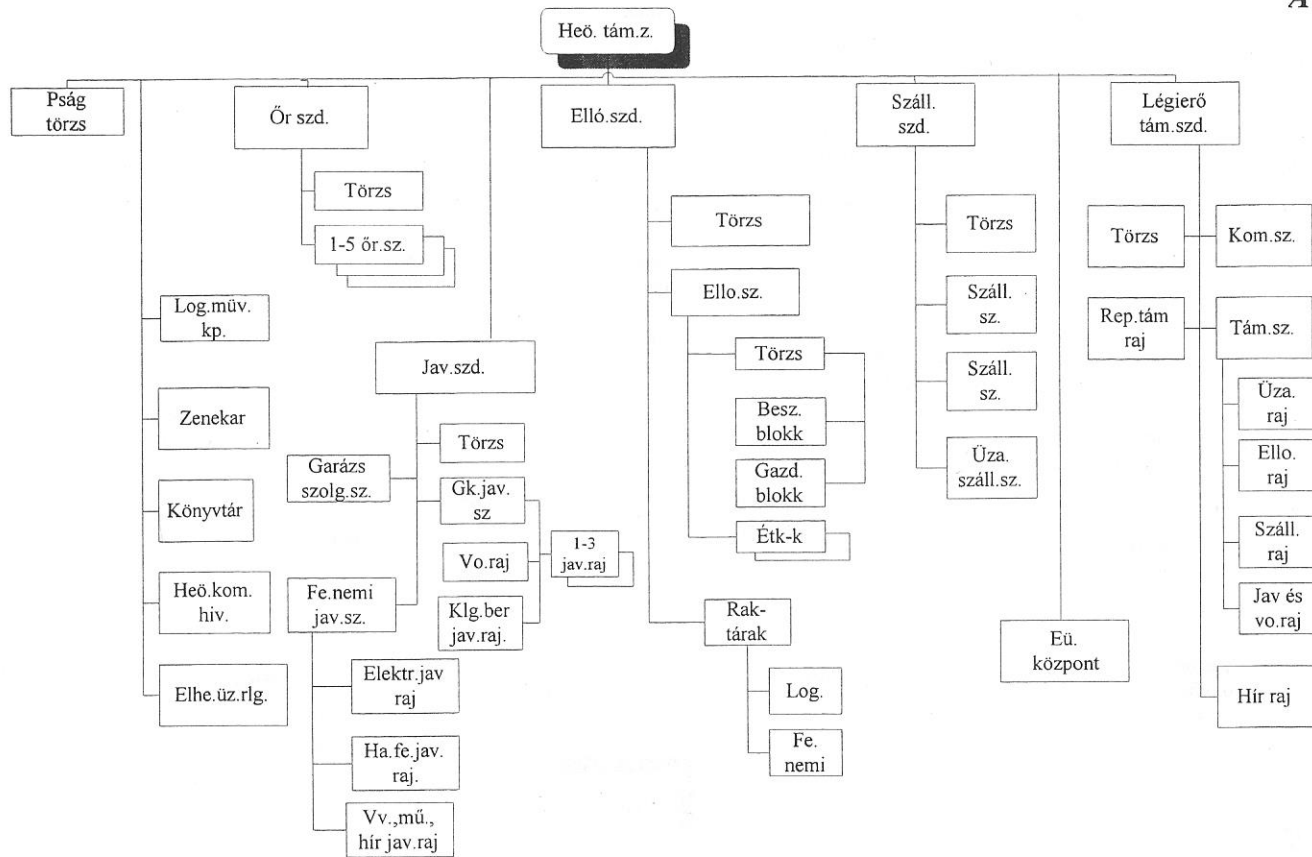 A
Heö. tám.z.
Pság
törzs
Őr szd.
Elló.szd.
Száll.
szd.
Légierő
tám.szd.
Törzs
1-5 őr.sz.
Log.müv.
kp.
Zenekar
Könyvtár
Heö.kom.
hiv.
Elhe.üz.rlg.
Jav.szd.
Törzs
Garázs
szolg.sz.
Gk.jav.
sz
1-3
jav.raj
Vo.raj
Klg.ber
jav.raj.
Fe.nemi
jav.sz.
Elektr.jav
raj
Ha.fe.jav.
raj.
Vv.,mű.,
hír jav.raj
Törzs
Ello.sz.
Törzs
Besz.
blokk
Gazd.
blokk
Étk-k
Rak-
tárak
Log.
Fe.
nemi
Törzs
Száll.
sz.
Száll.
sz.
Üza.
száll.sz.
Eü.
központ
Törzs
Kom.sz.
Rep.tám
raj
Tám.sz.
Üza.
raj
Ello.
raj
Száll.
raj
Jav és
vo.raj
Hír raj